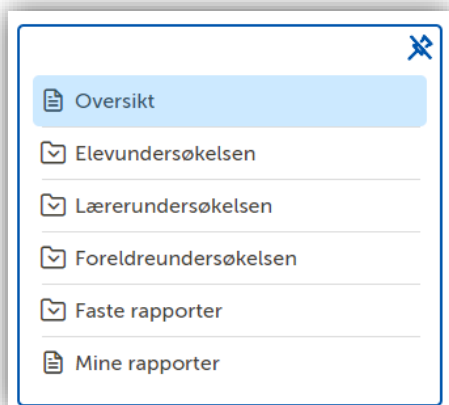 Oversikt
Elevundersøkelsen
Lærerundersøkelsen
Foreldreundersøkelsen
Faste rapporter
Mine rapporter